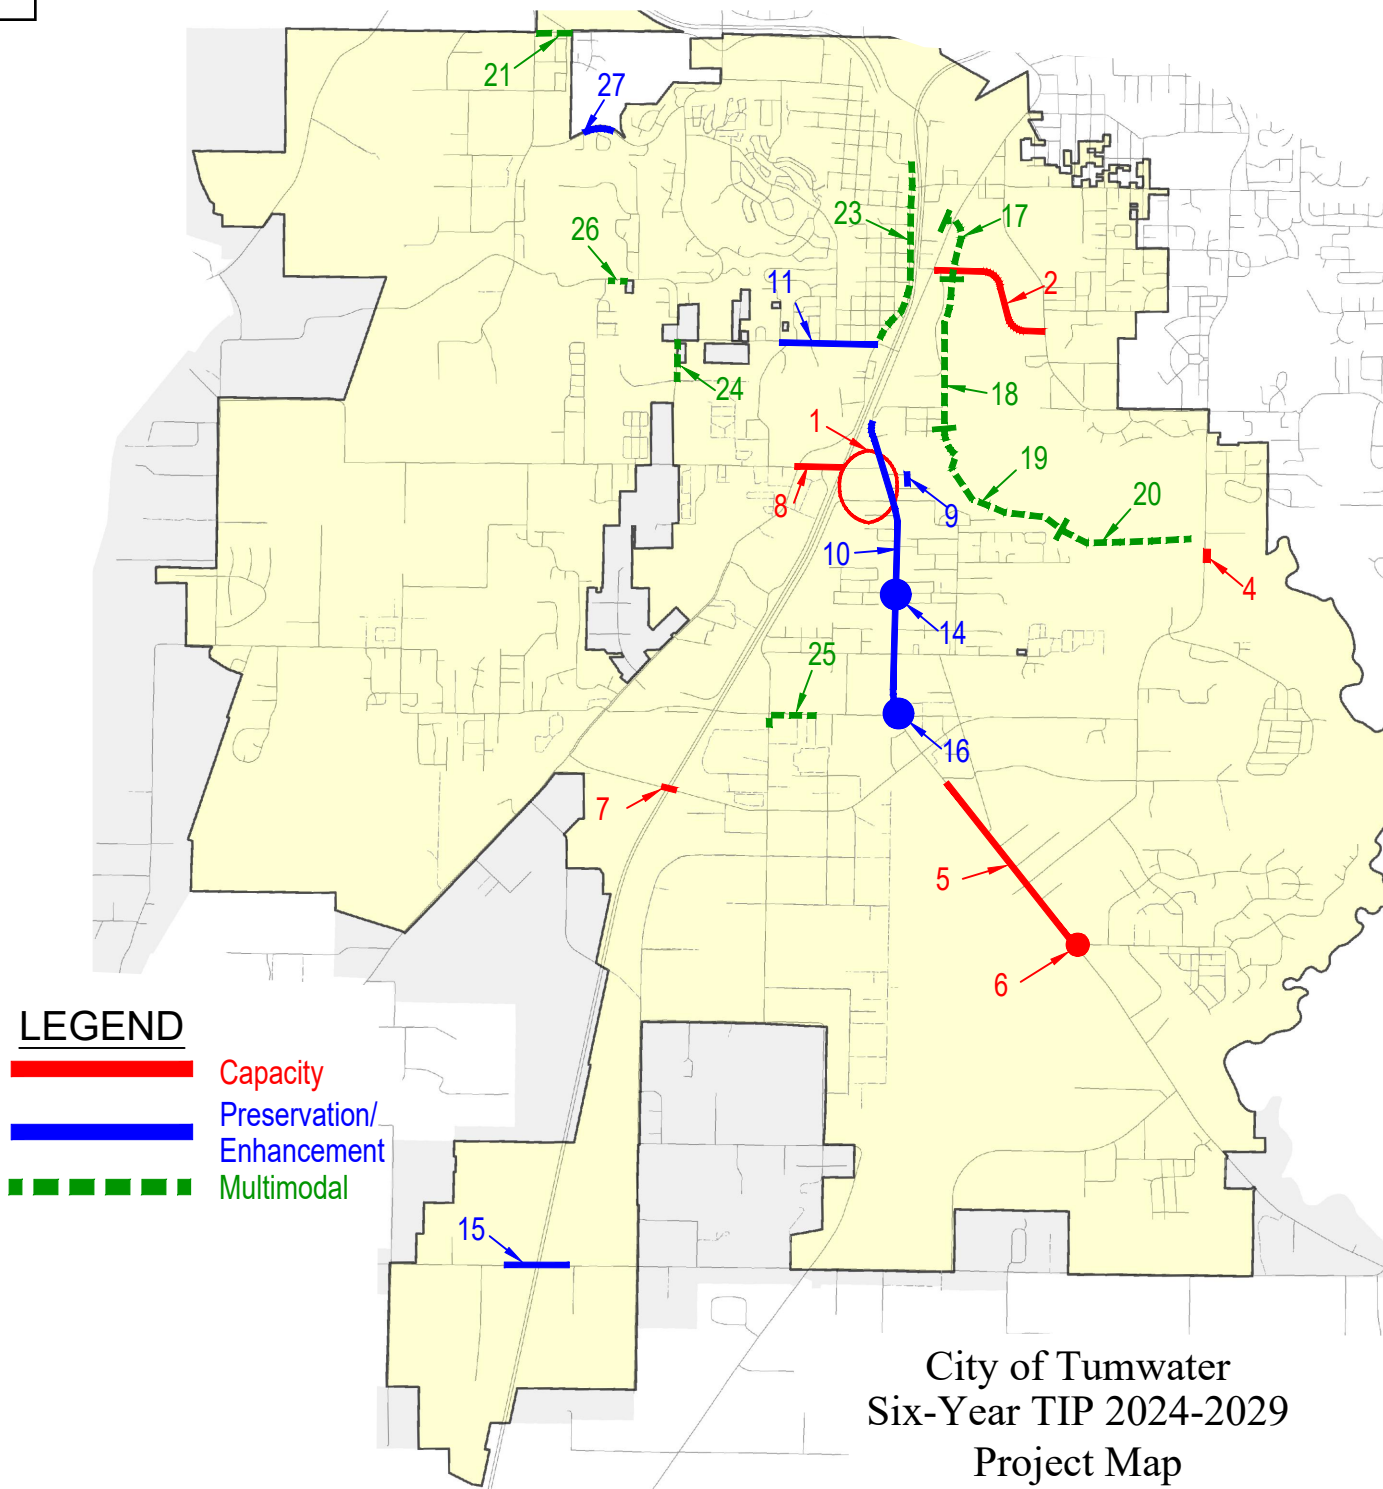 21
27
23
17
26
11
2
24
18
1
19
8
20
9
10
4
14
25
16
7
5
6
LEGEND
Capacity
Preservation/
Enhancement
Multimodal
15
City of Tumwater
Six-Year TIP 2024-2029
Project Map